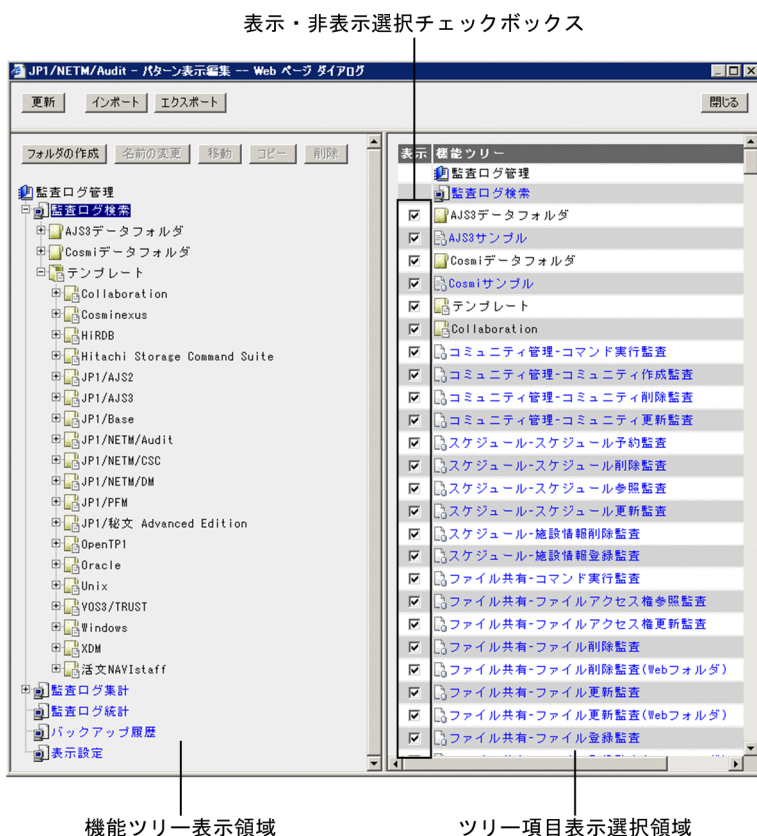 表示・非表示選択チェックボックス
JP1/NETM/Audit - パターン表示編集 -- Web ページ ダイアログ
更新 インポート エクスポート 閉じる
フォルダの作成 名前の変更 移動 コピー 削除
監査ログ管理
監査ログ検索
AJS3データフォルダ
Cosmiデータフォルダ
テンプレート
Collaboration
Cosminexus
HiRDB
Hitachi Storage Command Suite
JP1/AJS2
JP1/AJS3
JP1/Base
JP1/NETM/Audit
JP1/NETM/CSC
JP1/NETM/DM
JP1/PFM
JP1/秘文 Advanced Edition
OpenTP1
Oracle
Unix
VOS3/TRUST
Windows
XDM
活文NAVIstaff
監査ログ集計
監査ログ統計
バックアップ履歴
表示設定
表示 機能ツリー
監査ログ管理
監査ログ検索
AJS3データフォルダ
AJS3サンプル
Cosmiデータフォルダ
Cosmiサンプル
テンプレート
Collaboration
コミュニティ管理-コマンド実行監査
コミュニティ管理-コミュニティ作成監査
コミュニティ管理-コミュニティ削除監査
コミュニティ管理-コミュニティ更新監査
スケジュール-スケジュール予約監査
スケジュール-スケジュール削除監査
スケジュール-スケジュール参照監査
スケジュール-スケジュール更新監査
スケジュール-施設情報削除監査
スケジュール-施設情報登録監査
ファイル共有-コマンド実行監査
ファイル共有-ファイルアクセス権参照監査
ファイル共有-ファイルアクセス権更新監査
ファイル共有-ファイル削除監査
ファイル共有-ファイル削除監査(Webフォルダ)
ファイル共有-ファイル更新監査
ファイル共有-ファイル更新監査(Webフォルダ)
ファイル共有-ファイル登録監査
機能ツリー表示領域
ツリー項目表示選択領域